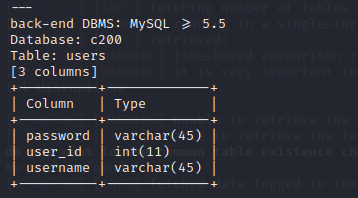 ---
back-end DBMS: MySQL ≥ 5.5
Database: c200
Table: users
[3 columns]
+----------+-------------+
| Column | Type |
+----------+-------------+
| password | varchar(45) |
| user_id | int(11) |
| username | varchar(45) |
+----------+-------------+